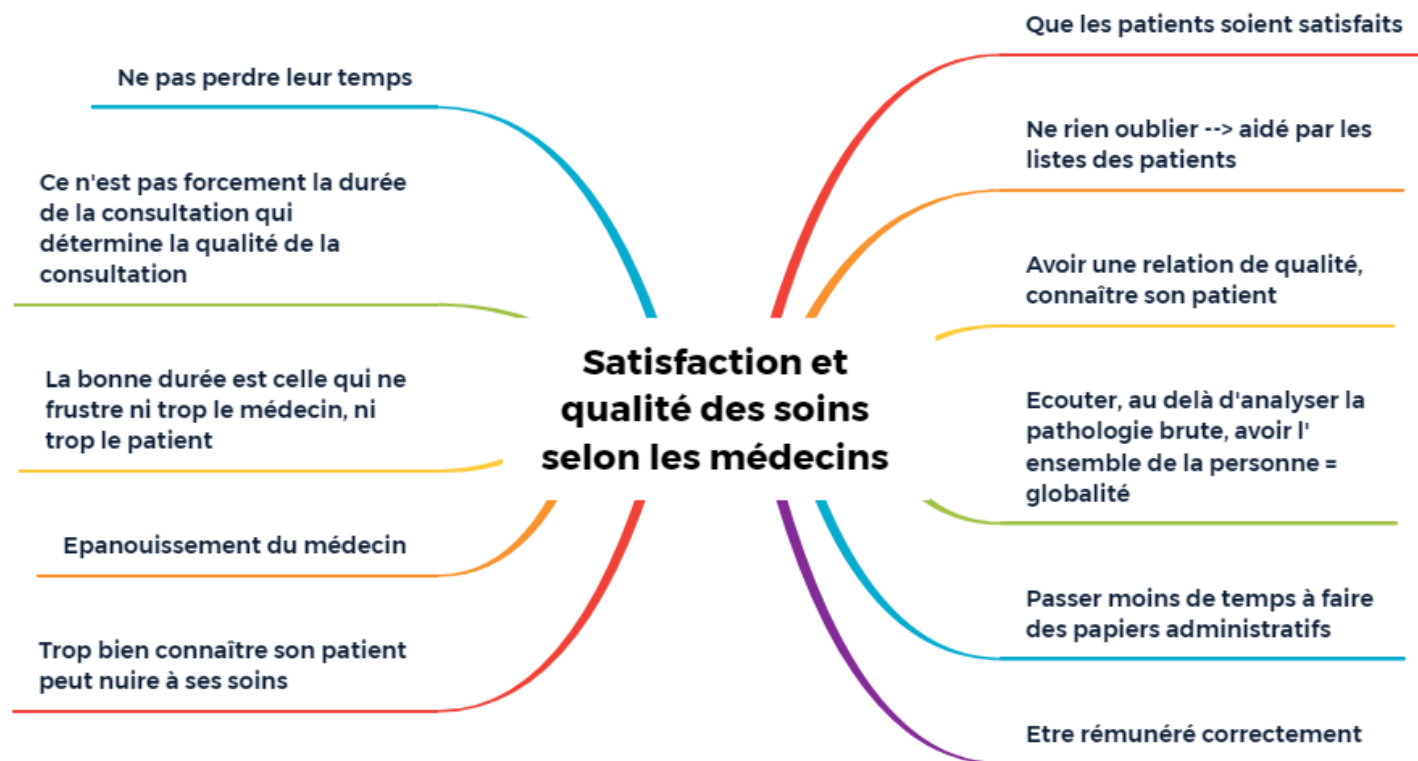 Satisfaction et
qualité des soins
selon les médecins
Que les patients soient satisfaits
Ne rien oublier --> aidé par les
listes des patients
Avoir une relation de qualité,
connaître son patient
Ecouter, au delà d'analyser la
pathologie brute, avoir l'
ensemble de la personne =
globalité
Passer moins de temps à faire
des papiers administratifs
Etre rémunéré correctement
Ne pas perdre leur temps
Ce n'est pas forcement la durée
de la consultation qui
détermine la qualité de la
consultation
La bonne durée est celle qui ne
frustre ni trop le médecin, ni
trop le patient
Epanouissement du médecin
Trop bien connaître son patient
peut nuire à ses soins